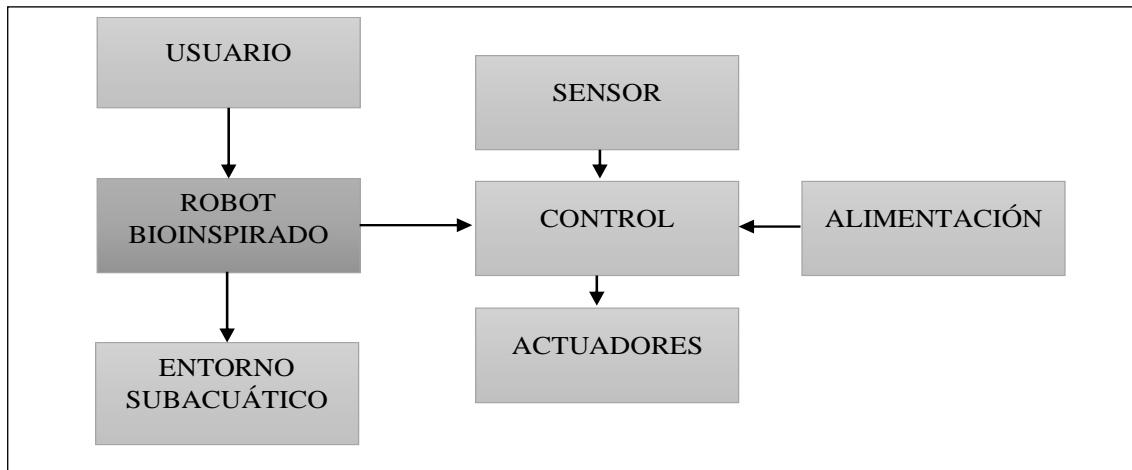 USUARIO
ROBOT
BIOINSPIRADO
ENTORNO
SUBACUÁTICO
SENSOR
CONTROL
ACTUADORES
ALIMENTACIÓN